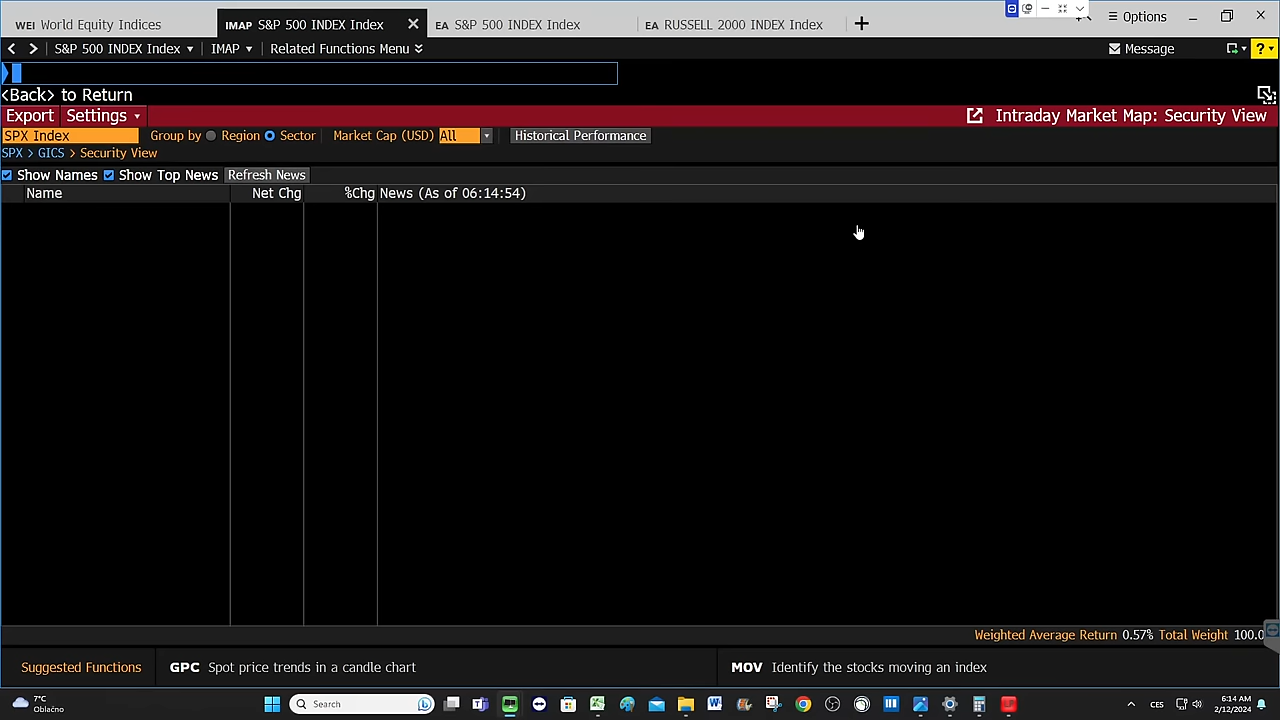 WEI World Equity Indices
IMAP S&P 500 INDEX Index
EA S&P 500 INDEX Index
EA RUSSELL 2000 INDEX Index
Options
S&P 500 INDEX Index
IMAP
Related Functions Menu
Message
?
<Back> to Return
Export
Settings
Intraday Market Map: Security View
SPX Index
Group by
Region
Sector
Market Cap (USD)
All
Historical Performance
SPX > GICS > Security View
Show Names
Show Top News
Refresh News
Name
Net Chg
%Chg
News (As of 06:14:54)
Weighted Average Return 0.57% Total Weight 100.0
Suggested Functions
GPC Spot price trends in a candle chart
MOV Identify the stocks moving an index
7°C
Oblačno
Search
CES
6:14 AM
2/12/2024